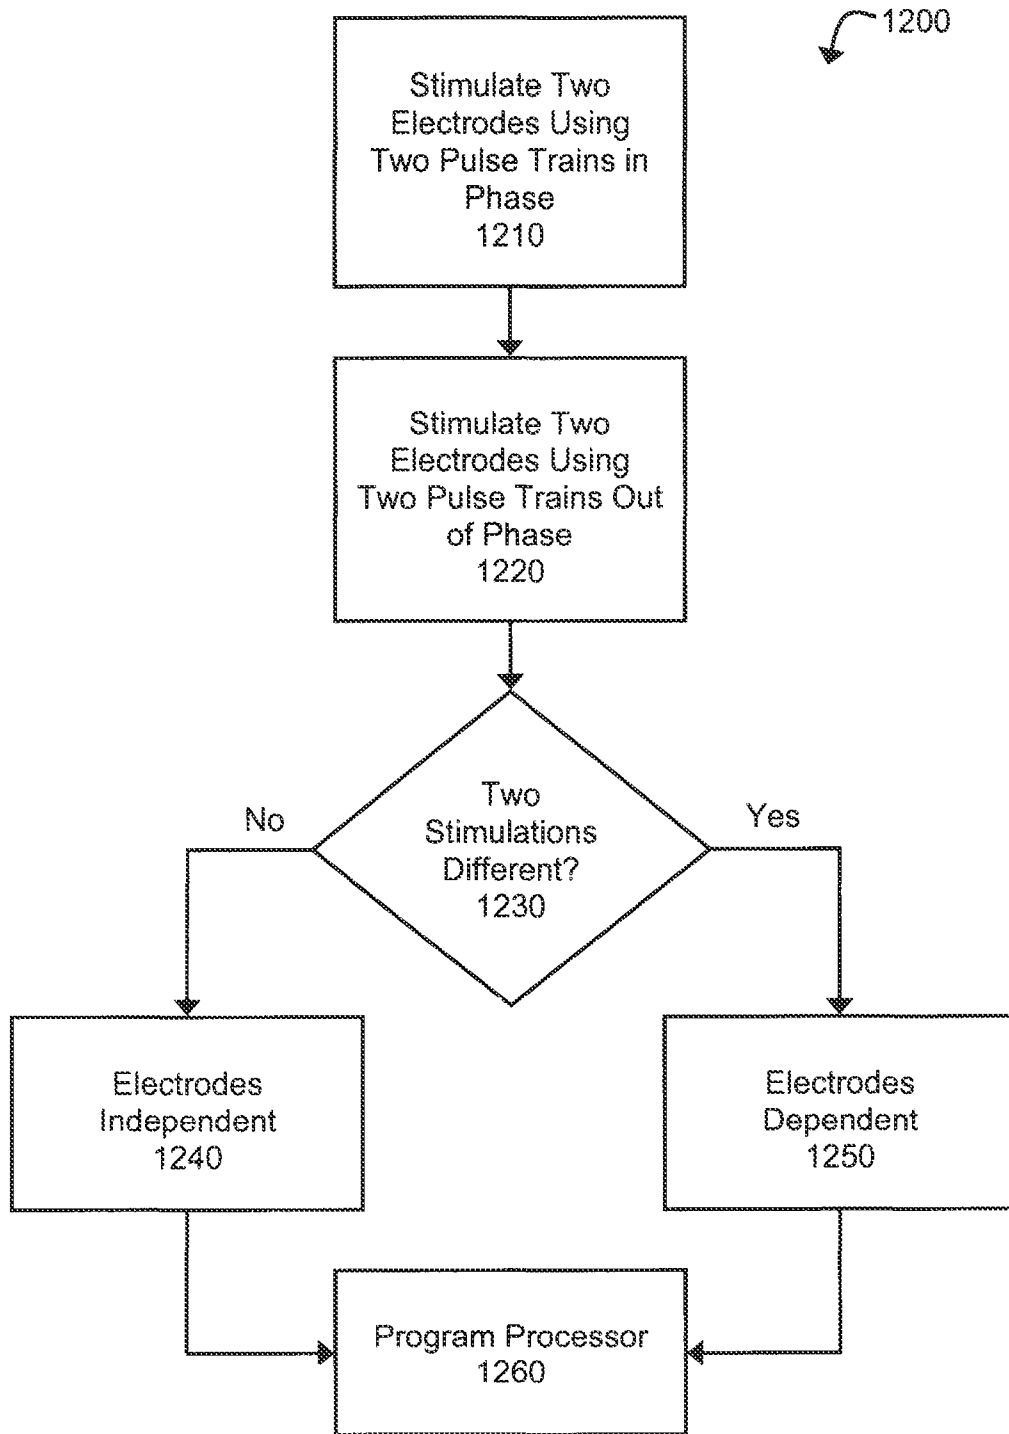 1200
Stimulate Two
Electrodes Using
Two Pulse Trains in
Phase
1210
Stimulate Two
Electrodes Using
Two Pulse Trains Out
of Phase
1220
Two
Stimulations
Different?
1230
No
Yes
Electrodes
Independent
1240
Electrodes
Dependent
1250
Program Processor
1260